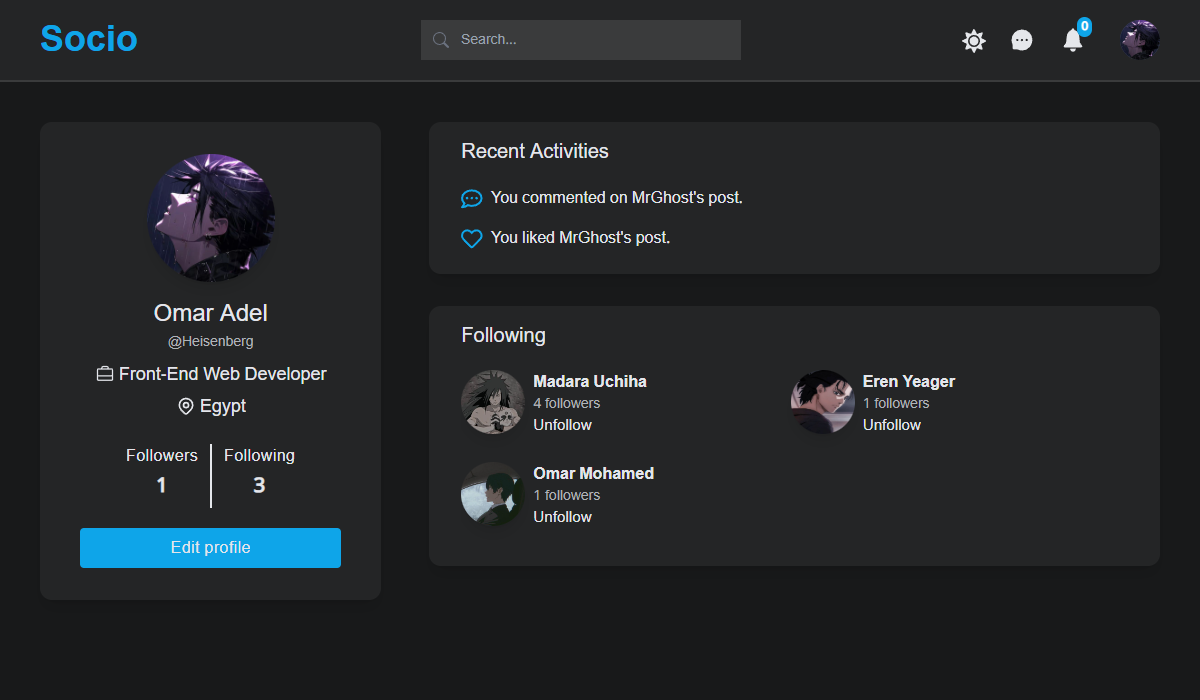 Socio
Search...
0
Omar Adel
@Heisenberg
Front-End Web Developer
Egypt
Followers
1
Following
3
Edit profile
Recent Activities
You commented on MrGhost's post.
You liked MrGhost's post.
Following
Madara Uchiha
4 followers
Unfollow
Eren Yeager
1 followers
Unfollow
Omar Mohamed
1 followers
Unfollow